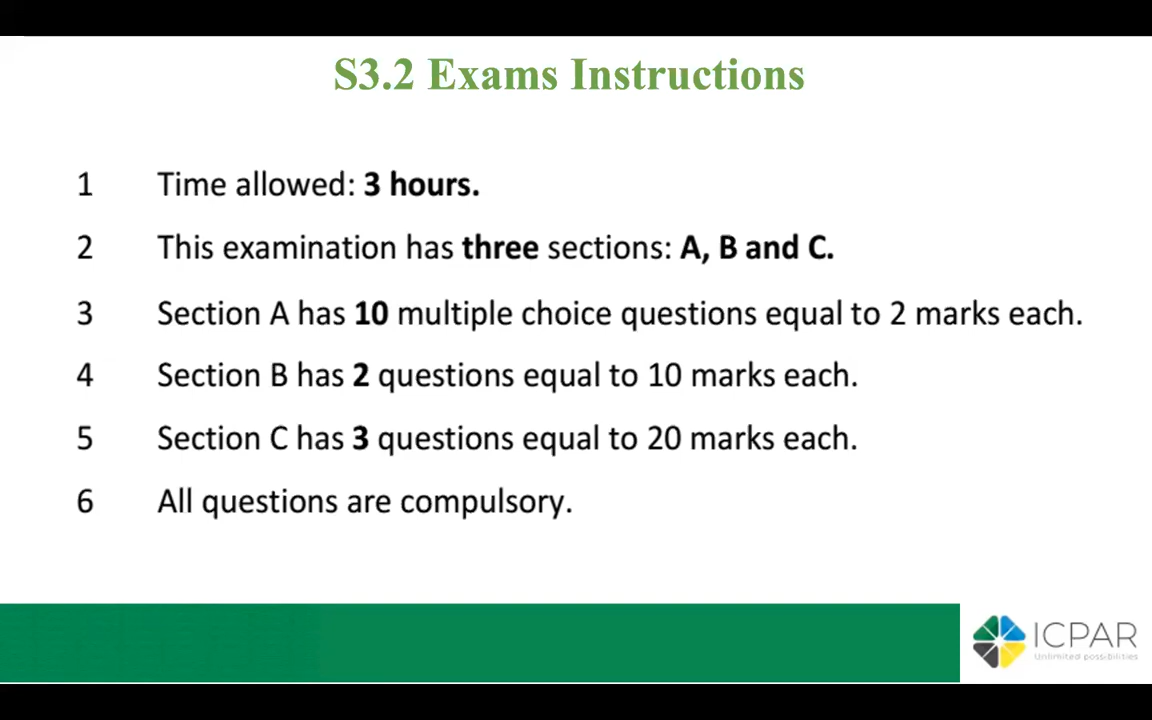 S3.2 Exams Instructions
1 Time allowed: 3 hours.
2 This examination has three sections: A, B and C.
3 Section A has 10 multiple choice questions equal to 2 marks each.
4 Section B has 2 questions equal to 10 marks each.
5 Section C has 3 questions equal to 20 marks each.
6 All questions are compulsory.
ICPAR
Unlimited possibilities